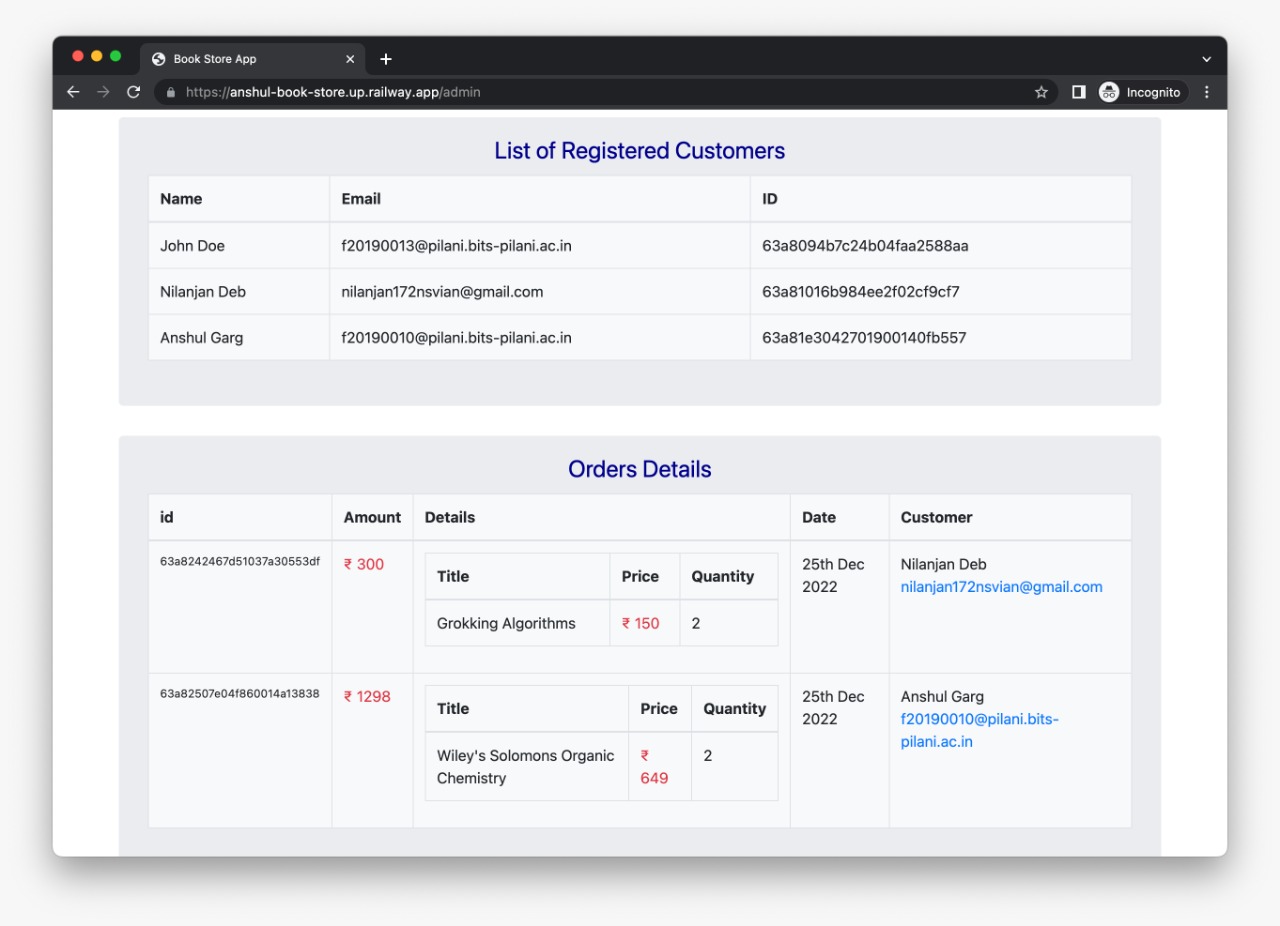 Book Store App
https://anshul-book-store.up.railway.app/admin
Incognito
List of Registered Customers
Name Email ID
John Doe f20190013@pilani.bits-pilani.ac.in 63a8094b7c24b04faa2588aa
Nilanjan Deb nilanjan172nsvian@gmail.com 63a81016b984ee2f02cf9cf7
Anshul Garg f20190010@pilani.bits-pilani.ac.in 63a81e3042701900140fb557
Orders Details
id Amount Details Date Customer
63a8242467d51037a30553df ₹ 300 25th Dec Nilanjan Deb
Title Price Quantity 2022 nilanjan172nsvian@gmail.com
Grokking Algorithms ₹ 150 2
63a82507e04f860014a13838 ₹ 1298 25th Dec Anshul Garg
Title Price Quantity 2022 f20190010@pilani.bits-
pilani.ac.in
Wiley's Solomons Organic ₹ 2
Chemistry 649